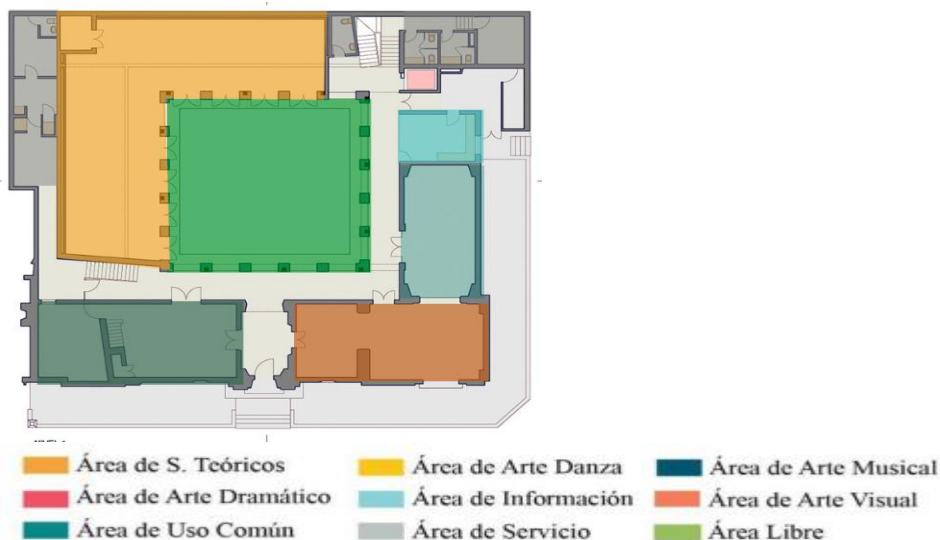 Área de S. Teóricos
Área de Arte Danza
Área de Arte Musical
Área de Arte Dramático
Área de Información
Área de Arte Visual
Área de Uso Común
Área de Servicio
Área Libre